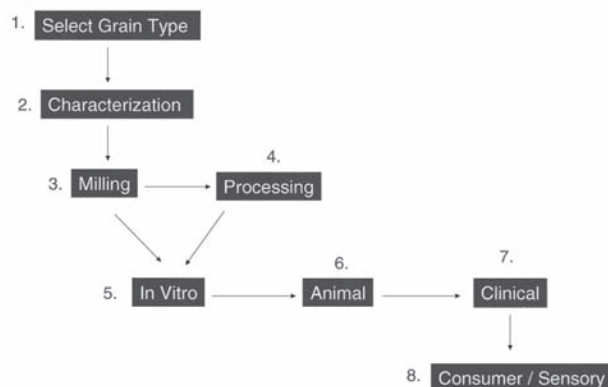 1. Select Grain Type
2. Characterization
4.
3. Milling
Processing
6.
7.
5. In Vitro
Animal
Clinical
8. Consumer / Sensory